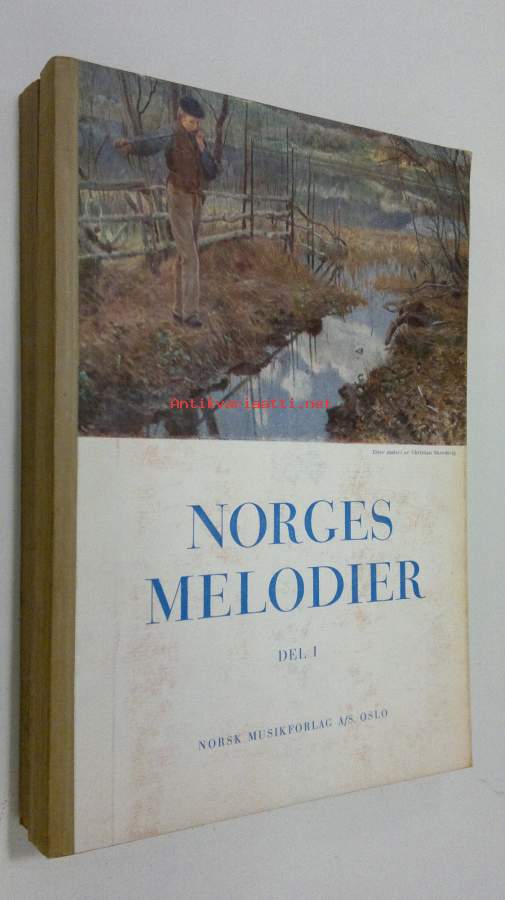 Antikvariaatti.net
Efter maleri av Christian Skredsvig
NORGES
MELODIER
DEL I
NORSK MUSIKFORLAG A/S. OSLO